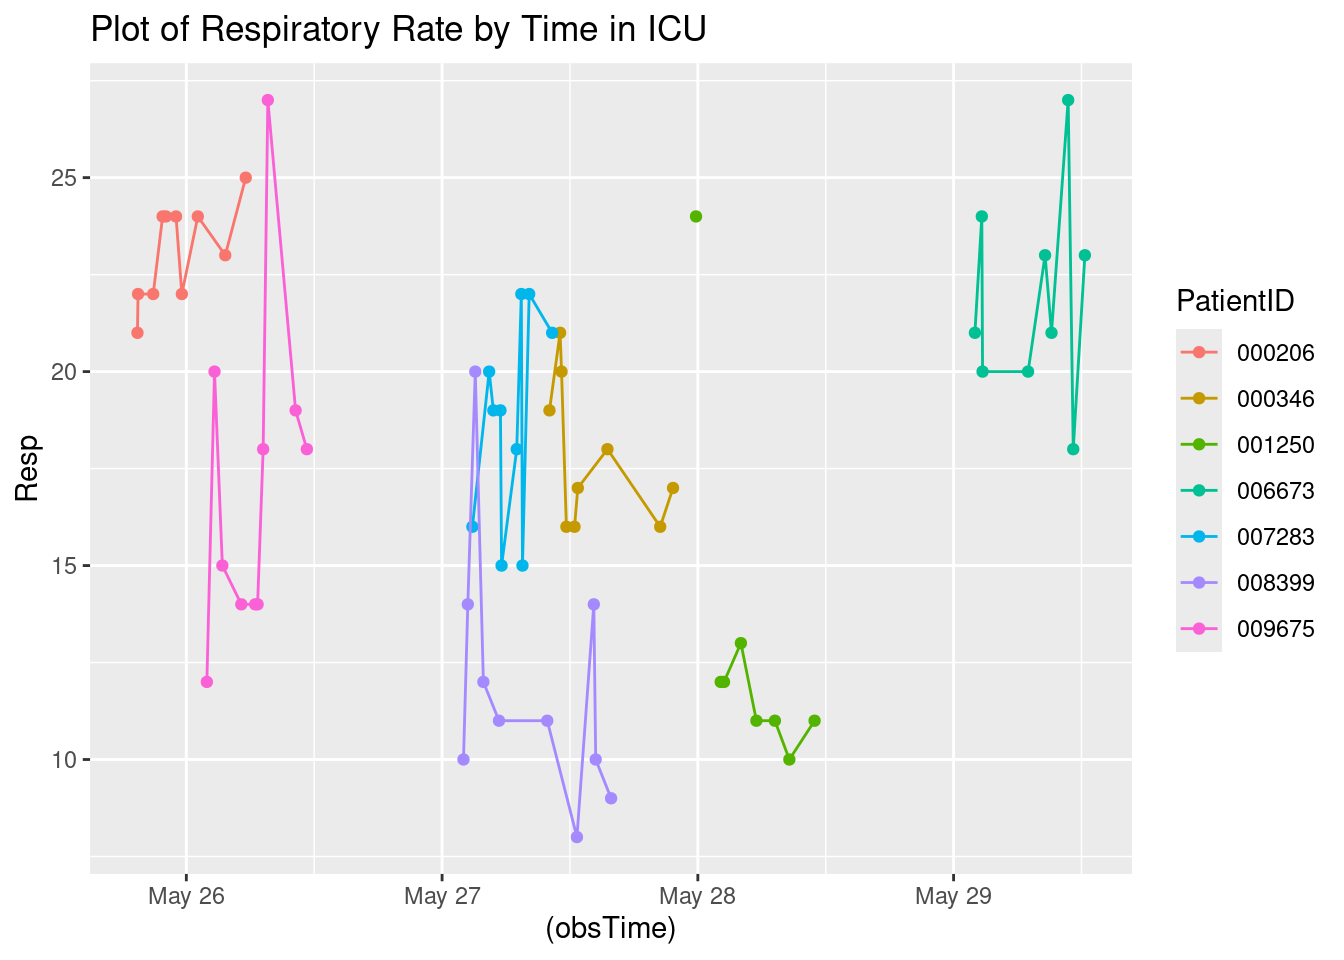 Plot of Respiratory Rate by Time in ICU
25
20
15
10
Resp
May 26
May 27
May 28
May 29
(obsTime)
PatientID
000206
000346
001250
006673
007283
008399
009675